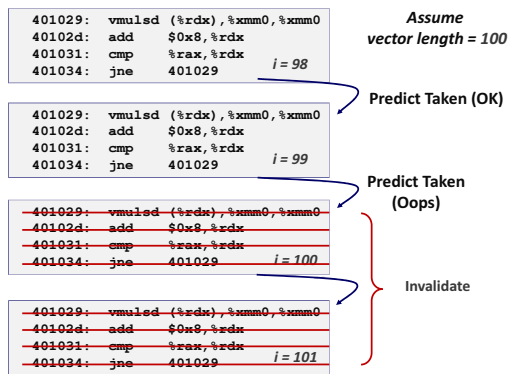 401029: vmulsd (%rdx),%xmm0,%xmm0
40102d: add $0x8,%rdx
401031: cmp %rax,%rdx
401034: jne 401029
i = 98
Assume
vector length = 100
Predict Taken (OK)
401029: vmulsd (%rdx),%xmm0,%xmm0
40102d: add $0x8,%rdx
401031: cmp %rax,%rdx
401034: jne 401029
i = 99
Predict Taken
(Oops)
401029: vmulsd (%rdx),%xmm0,%xmm0
40102d: add $0x8,%rdx
401031: cmp %rax,%rdx
401034: jne 401029
i = 100
Invalidate
401029: vmulsd (%rdx),%xmm0,%xmm0
40102d: add $0x8,%rdx
401031: cmp %rax,%rdx
401034: jne 401029
i = 101